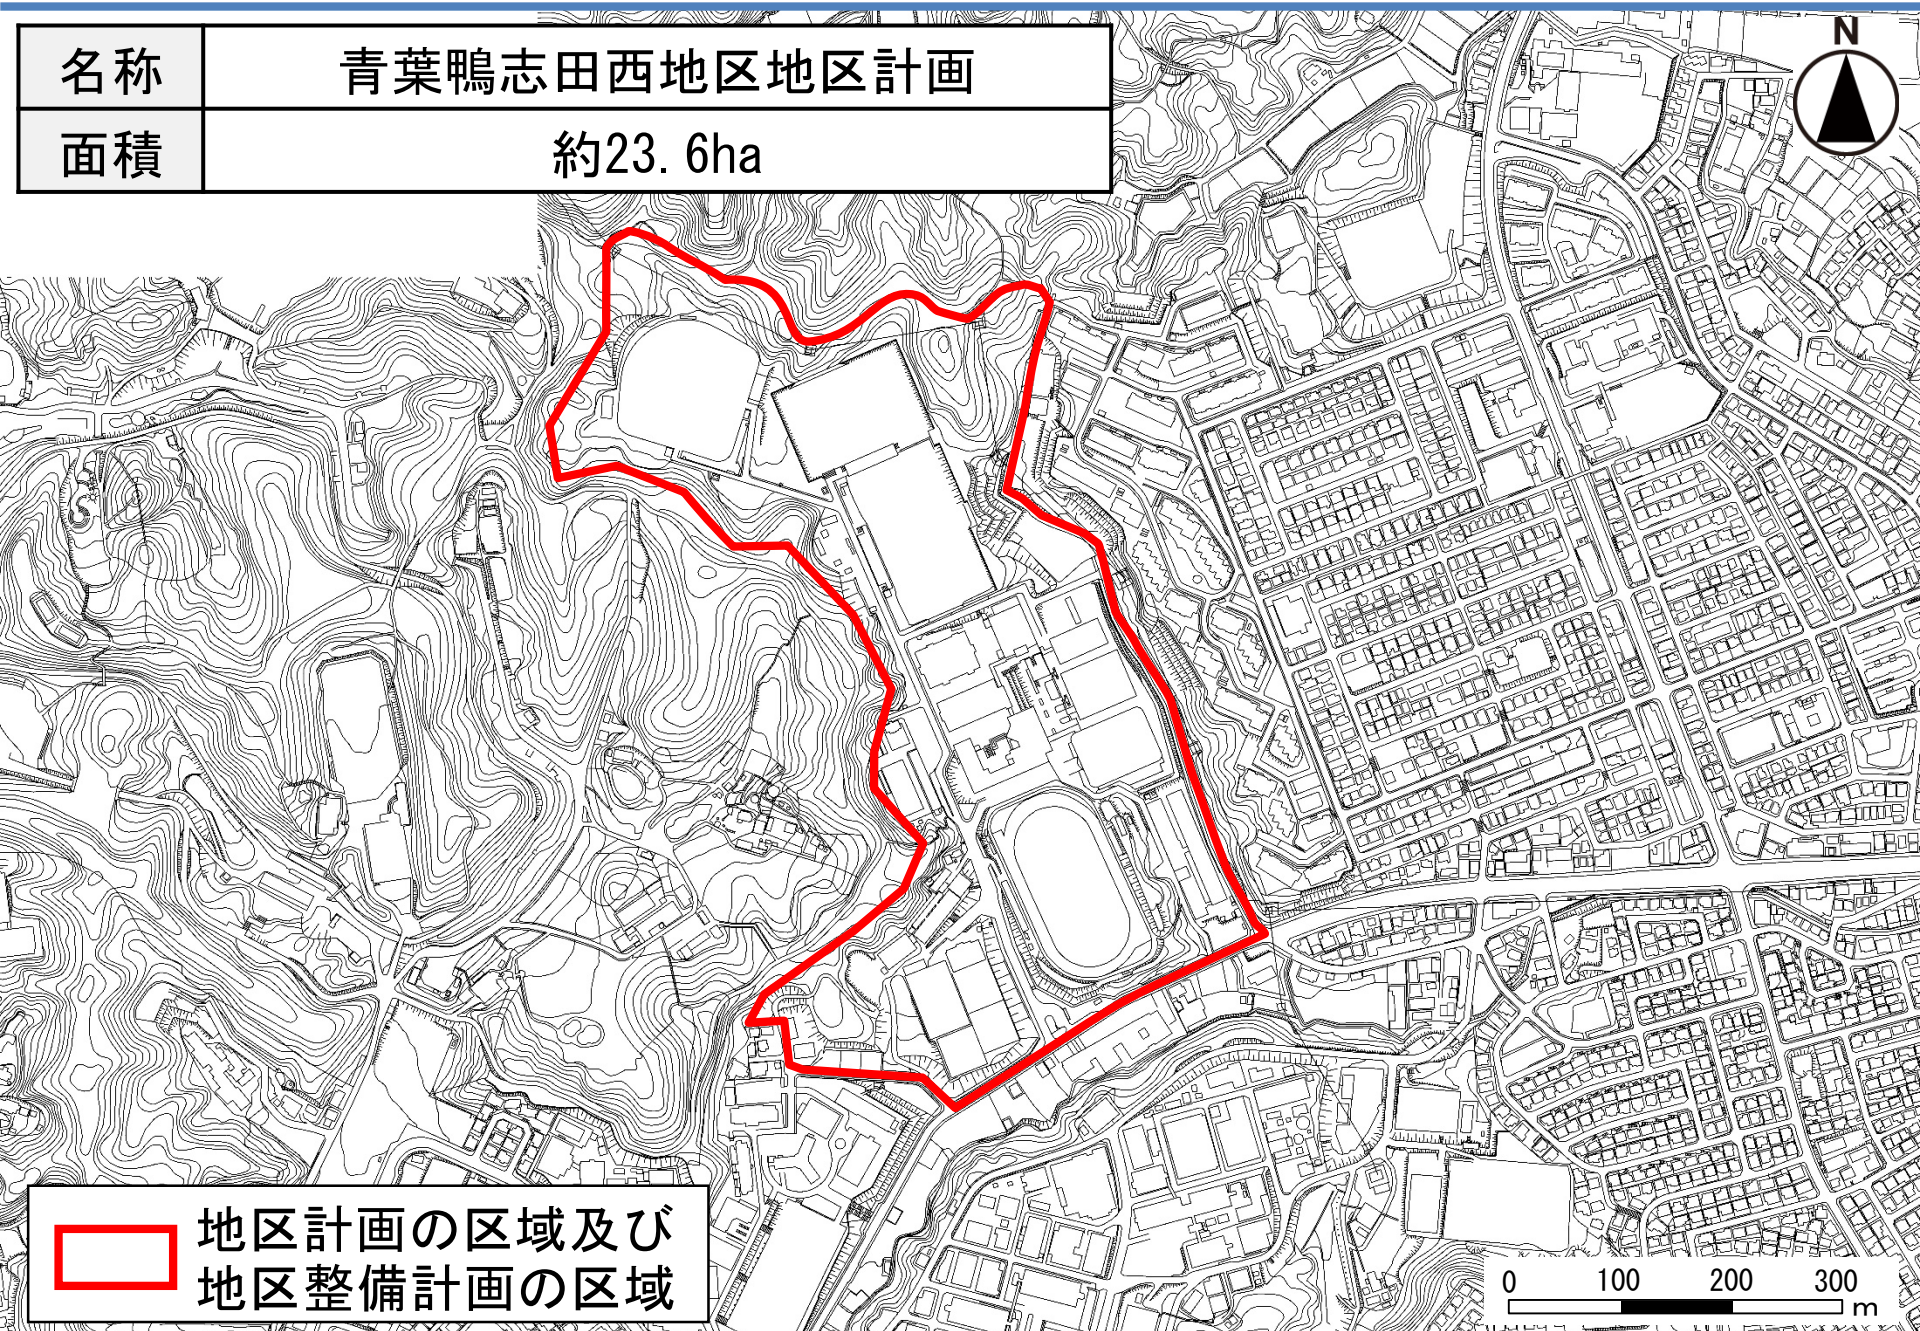 名称
青葉鴨志田西地区地区計画
面積
約23.6ha
N
地区計画の区域及び
地区整備計画の区域
0 100 200 300
m